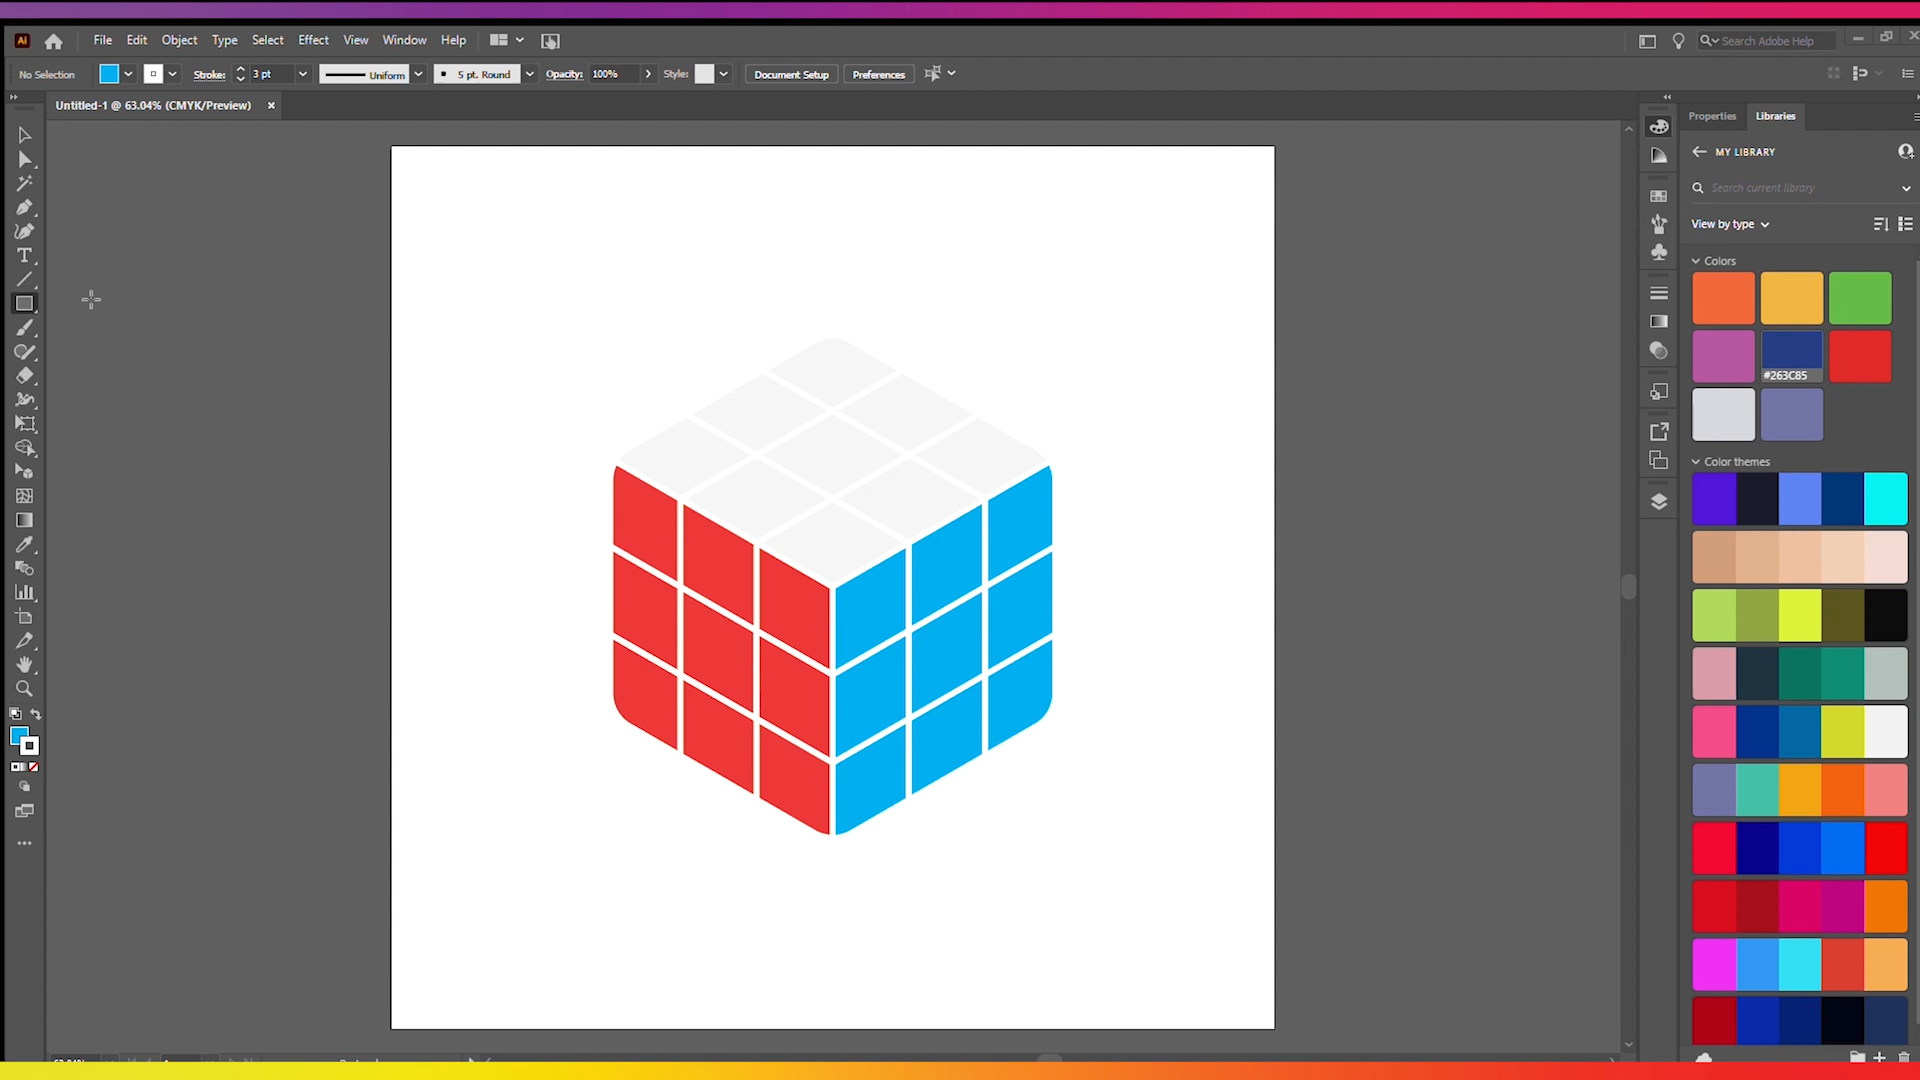 Ai File Edit Object Type Select Effect View Window Help Search Adobe Help
No Selection Stroke: 3 pt Uniform 5 pt. Round Opacity: 100% Style: Document Setup Preferences
Untitled-1 @ 63.04% (CMYK/Preview) ×
Properties Libraries
MY LIBRARY
Search current library
View by type
Colors
#263C85
Color themes